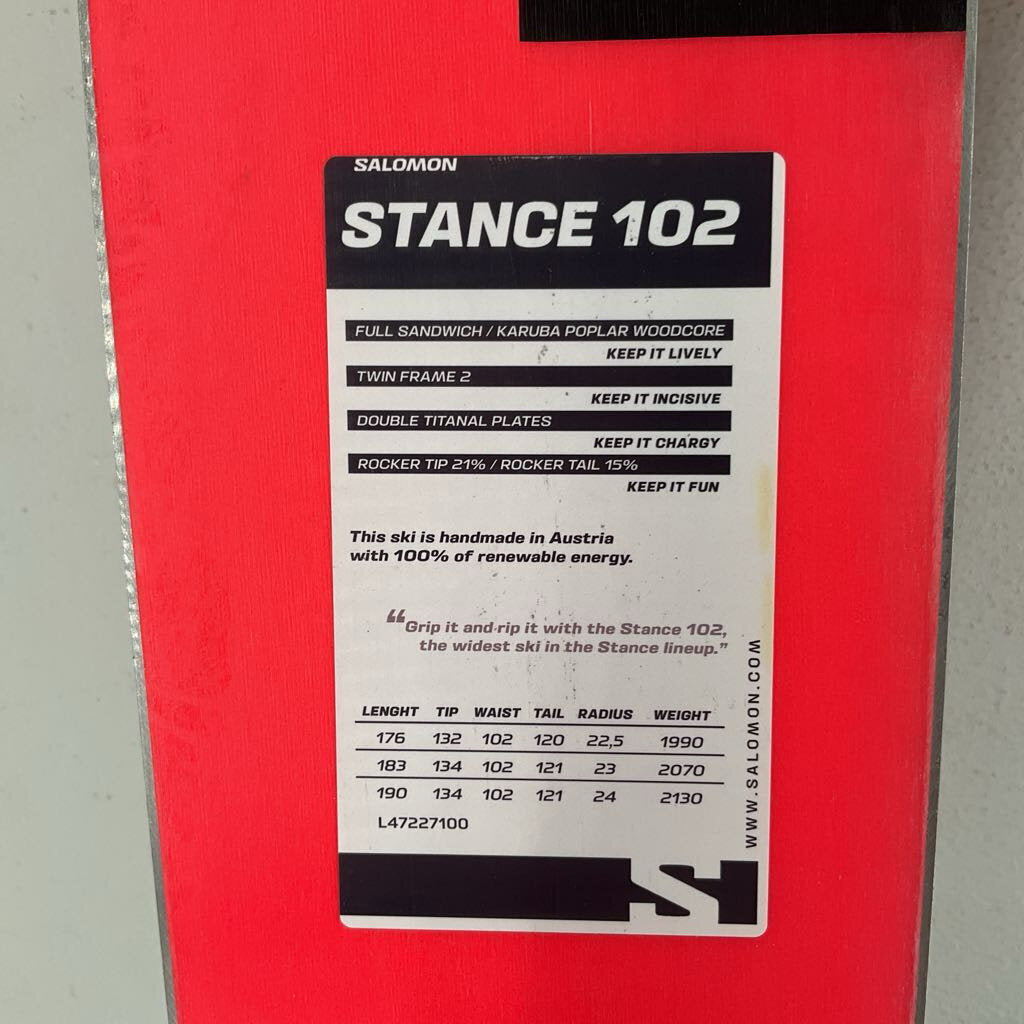 SALOMON
STANCE 102
FULL SANDWICH / KARUBA POPLAR WOODCORE
KEEP IT LIVELY
TWIN FRAME 2
KEEP IT INCISIVE
DOUBLE TITANAL PLATES
KEEP IT CHARGY
ROCKER TIP 21% / ROCKER TAIL 15%
KEEP IT FUN
This ski is handmade in Austria
with 100% of renewable energy.
“Grip it and rip it with the Stance 102,
the widest ski in the Stance lineup.”
LENGHT TIP WAIST TAIL RADIUS WEIGHT
176 132 102 120 22,5 1990
183 134 102 121 23 2070
190 134 102 121 24 2130
L47227100
WWW.SALOMON.COM
S